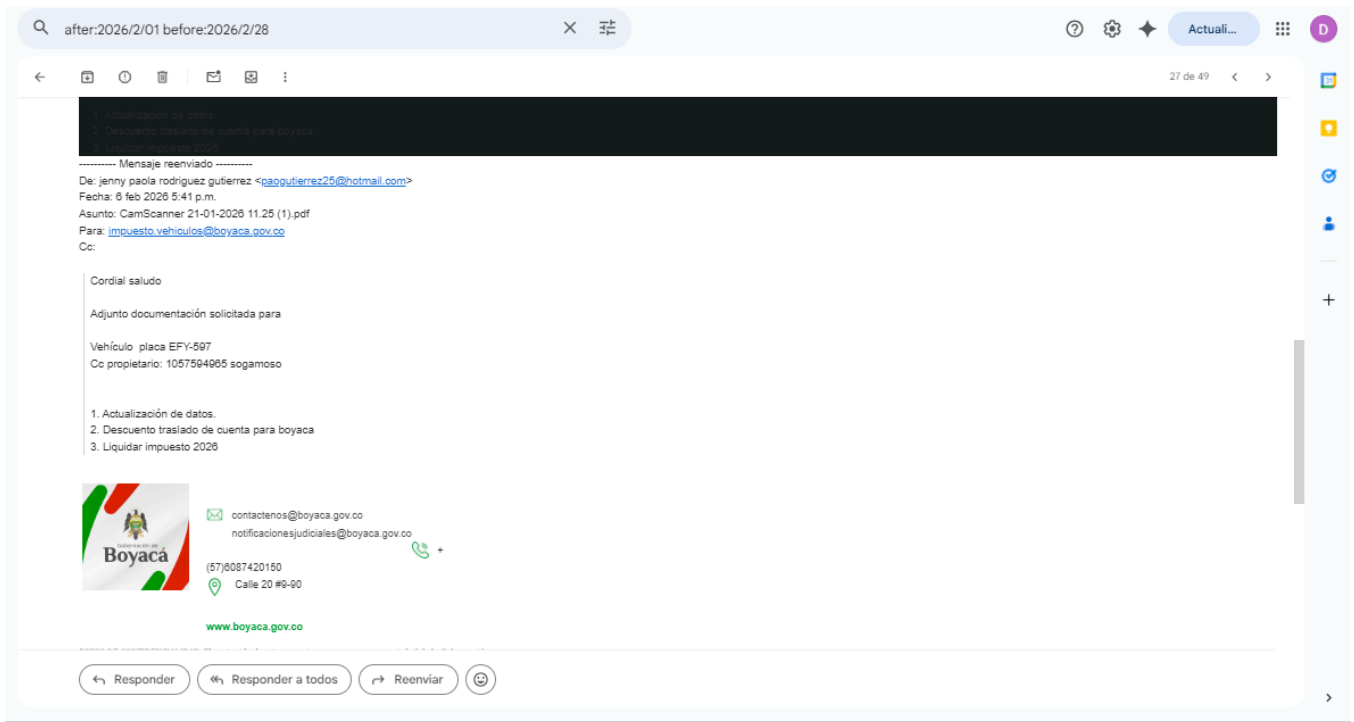 after:2026/2/01 before:2026/2/28
Actuali...
D
27 de 49
1. Actualización de datos.
2. Descuento traslado de cuenta para boyaca
3. Liquidar impuesto 2026
---------- Mensaje reenviado ----------
De: jenny paola rodriguez gutierrez <paogutierrez25@hotmail.com>
Fecha: 6 feb 2026 5:41 p.m.
Asunto: CamScanner 21-01-2026 11.25 (1).pdf
Para: impuesto.vehiculos@boyaca.gov.co
Cc:
Cordial saludo
Adjunto documentación solicitada para
Vehículo placa EFY-597
Cc propietario: 1057594965 sogamoso
1. Actualización de datos.
2. Descuento traslado de cuenta para boyaca
3. Liquidar impuesto 2026
Gobernación de
Boyacá
contactenos@boyaca.gov.co
notificacionesjudiciales@boyaca.gov.co
+
(57)6087420150
Calle 20 #9-90
www.boyaca.gov.co
Responder
Responder a todos
Reenviar